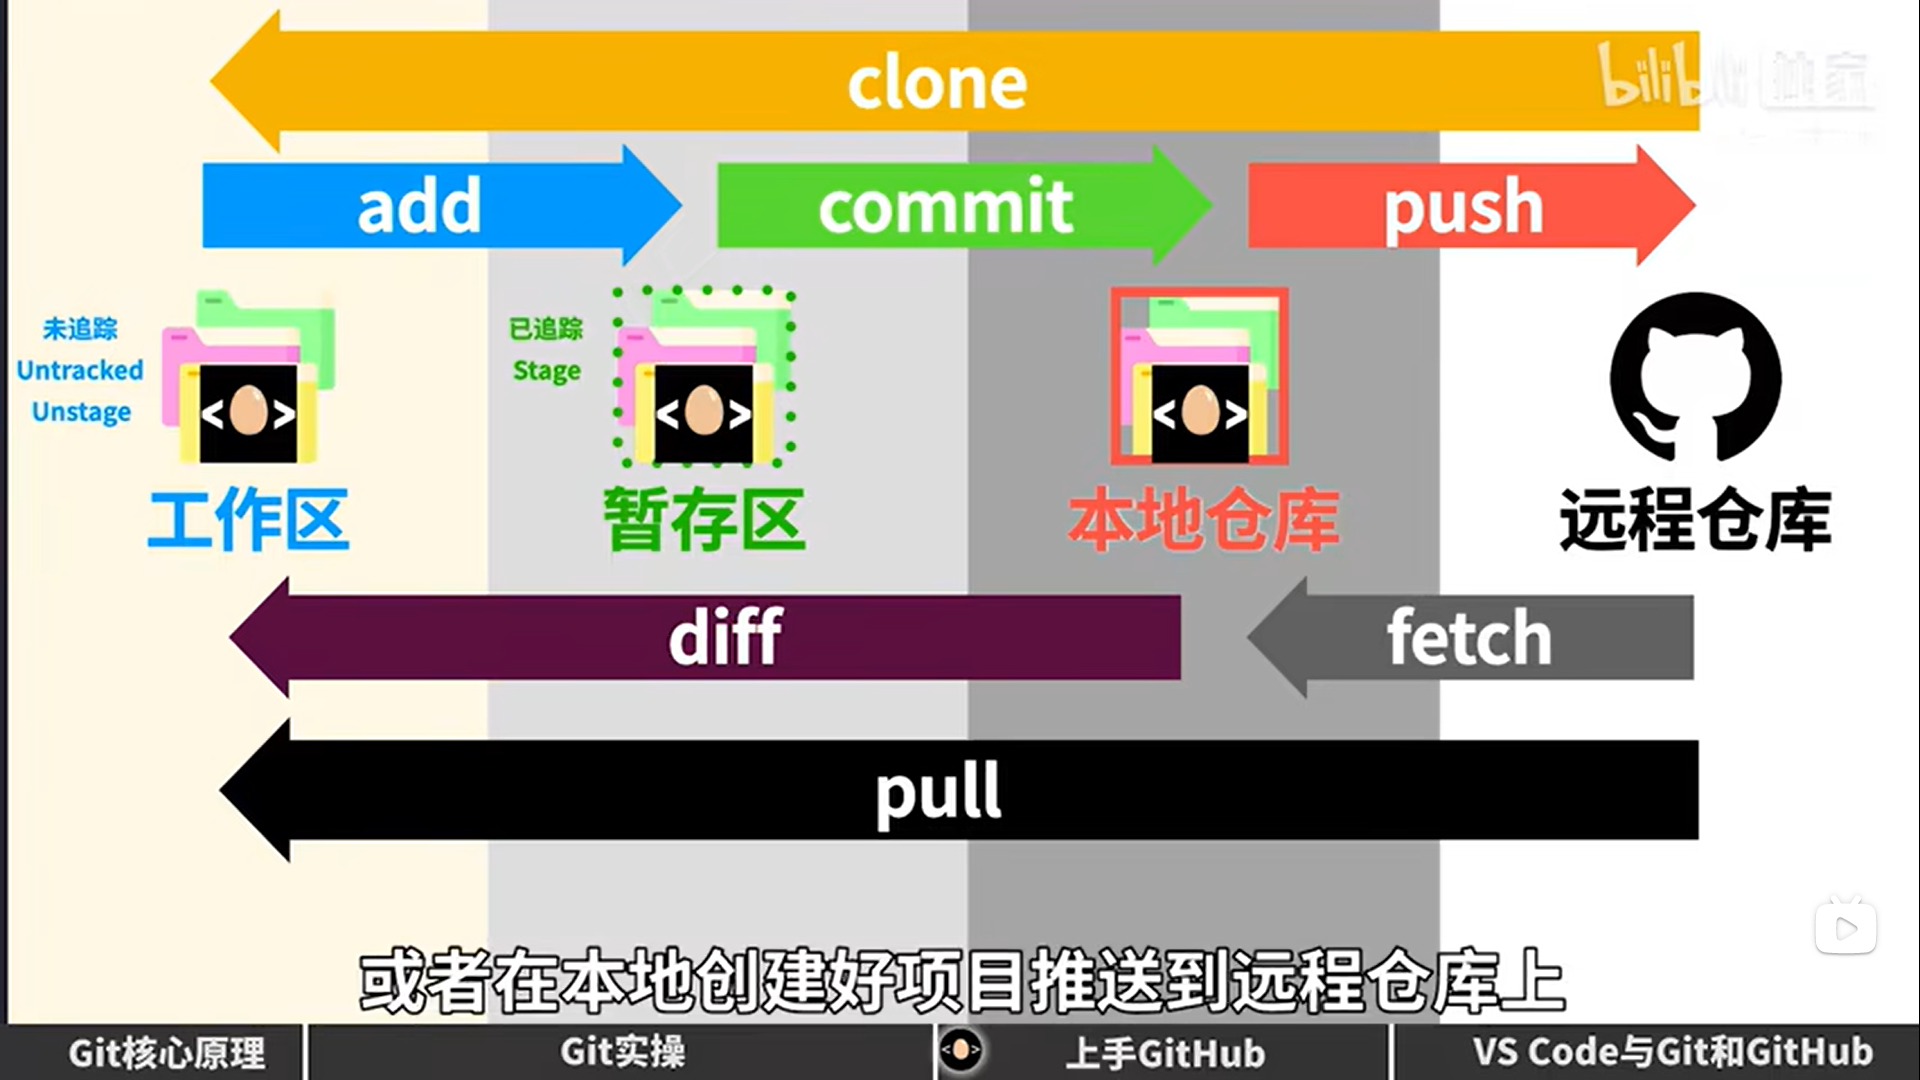 clone
bilibili 独家
add
commit
push
未追踪
Untracked
Unstage
已追踪
Stage
< >
< >
< >
工作区
暂存区
本地仓库
远程仓库
diff
fetch
pull
或者在本地创建好项目推送到远程仓库上
Git核心原理
Git实操
< >
上手GitHub
VS Code与Git和GitHub